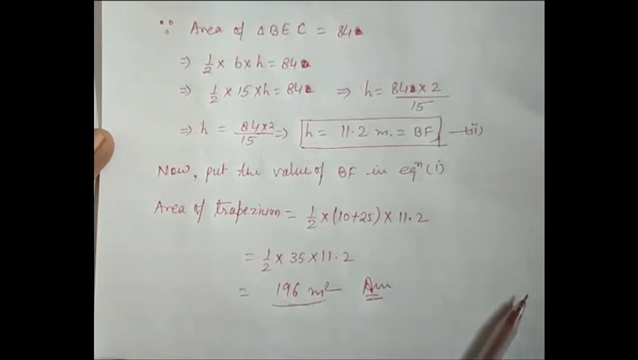 ∵ Area of △BEC = 84
⇒ 1/2 × 6 × h = 84
⇒ 1/2 × 15 × h = 84 ⇒ h = 84 × 2/15
⇒ h = 84×2/15 ⇒ h = 11.2 m. = BF — (ii)
Now, put the value of BF in eqⁿ (i)
Area of trapezium = 1/2 × (10+25) × 11.2
= 1/2 × 35 × 11.2
= 196 m² Ans